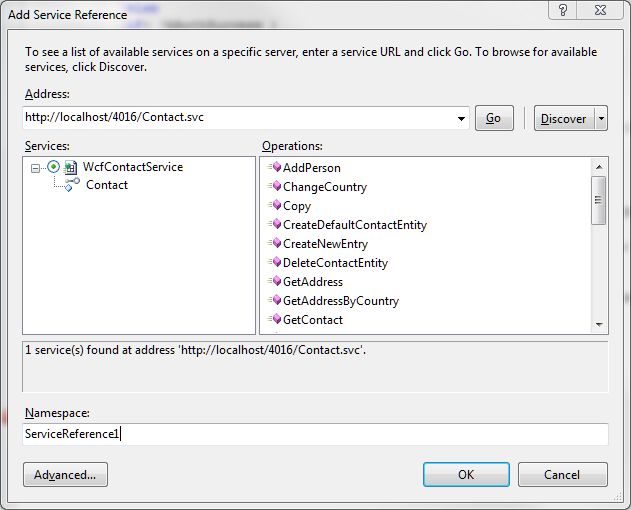 Add Service Reference
To see a list of available services on a specific server, enter a service URL and click Go. To browse for available
services, click Discover.
Address:
http://localhost/4016/Contact.svc
Go
Discover
Services:
Operations:
WcfContactService
Contact
AddPerson
ChangeCountry
Copy
CreateDefaultContactEntity
CreateNewEntry
DeleteContactEntity
GetAddress
GetAddressByCountry
GetContact
1 service(s) found at address 'http://localhost/4016/Contact.svc'.
Namespace:
ServiceReference1
Advanced...
OK
Cancel